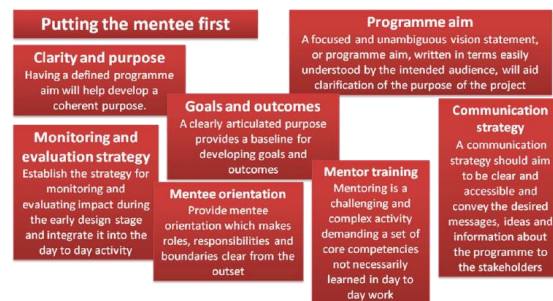 Putting the mentee first
Programme aim
A focused and unambiguous vision statement,
or programme aim, written in terms easily
understood by the intended audience, will aid
clarification of the purpose of the project
Clarity and purpose
Having a defined programme
aim will help develop a
coherent purpose.
Goals and outcomes
A clearly articulated purpose
provides a baseline for
developing goals and
outcomes
Communication
strategy
A communication
strategy should aim
to be clear and
accessible and
convey the desired
messages, ideas and
information about
the programme to
the stakeholders
Monitoring and
evaluation strategy
Establish the strategy for
monitoring and
evaluating impact during
the early design stage
and integrate it into the
day to day activity
Mentee orientation
Provide mentee
orientation which makes
roles, responsibilities and
boundaries clear from the
outset
Mentor training
Mentoring is a
challenging and
complex activity
demanding a set of
core competencies
not necessarily
learned in day to
day work